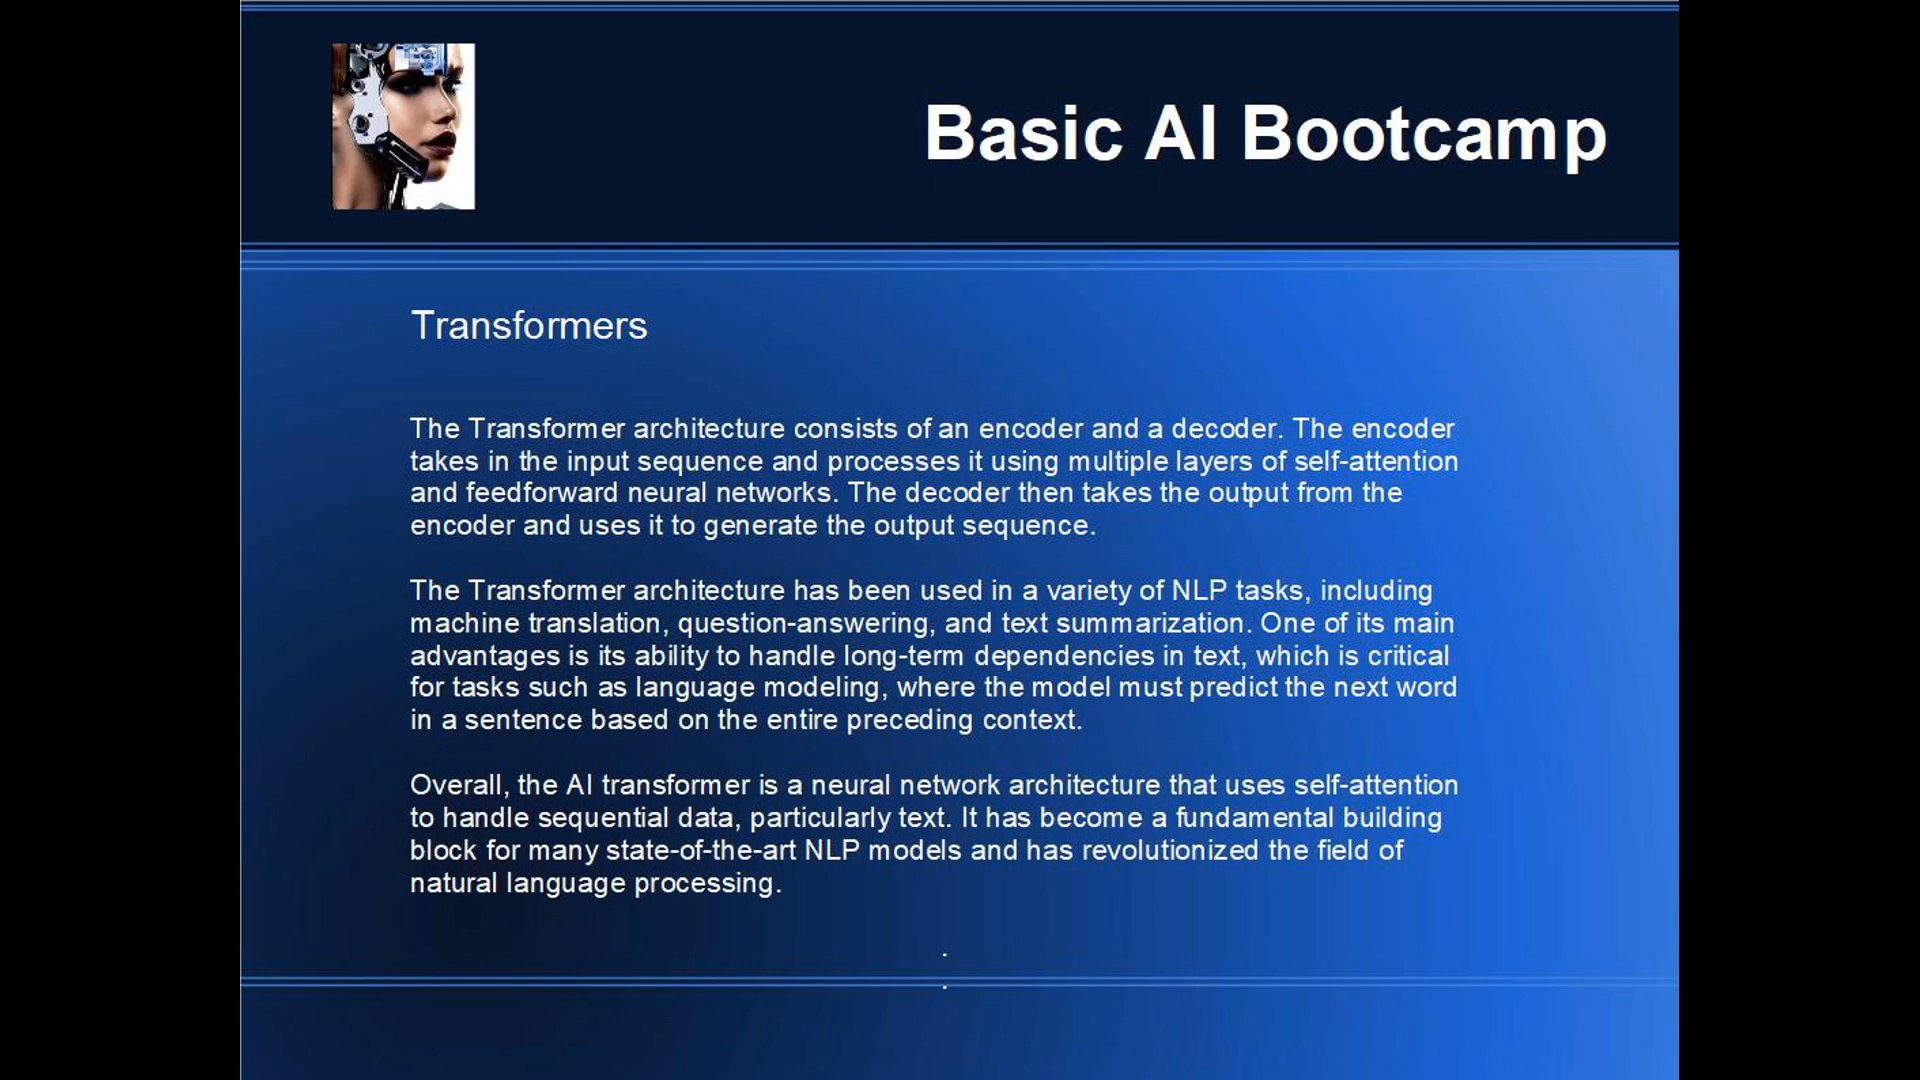 Basic AI Bootcamp
Transformers
The Transformer architecture consists of an encoder and a decoder. The encoder
takes in the input sequence and processes it using multiple layers of self-attention
and feedforward neural networks. The decoder then takes the output from the
encoder and uses it to generate the output sequence.
The Transformer architecture has been used in a variety of NLP tasks, including
machine translation, question-answering, and text summarization. One of its main
advantages is its ability to handle long-term dependencies in text, which is critical
for tasks such as language modeling, where the model must predict the next word
in a sentence based on the entire preceding context.
Overall, the AI transformer is a neural network architecture that uses self-attention
to handle sequential data, particularly text. It has become a fundamental building
block for many state-of-the-art NLP models and has revolutionized the field of
natural language processing.
.
.